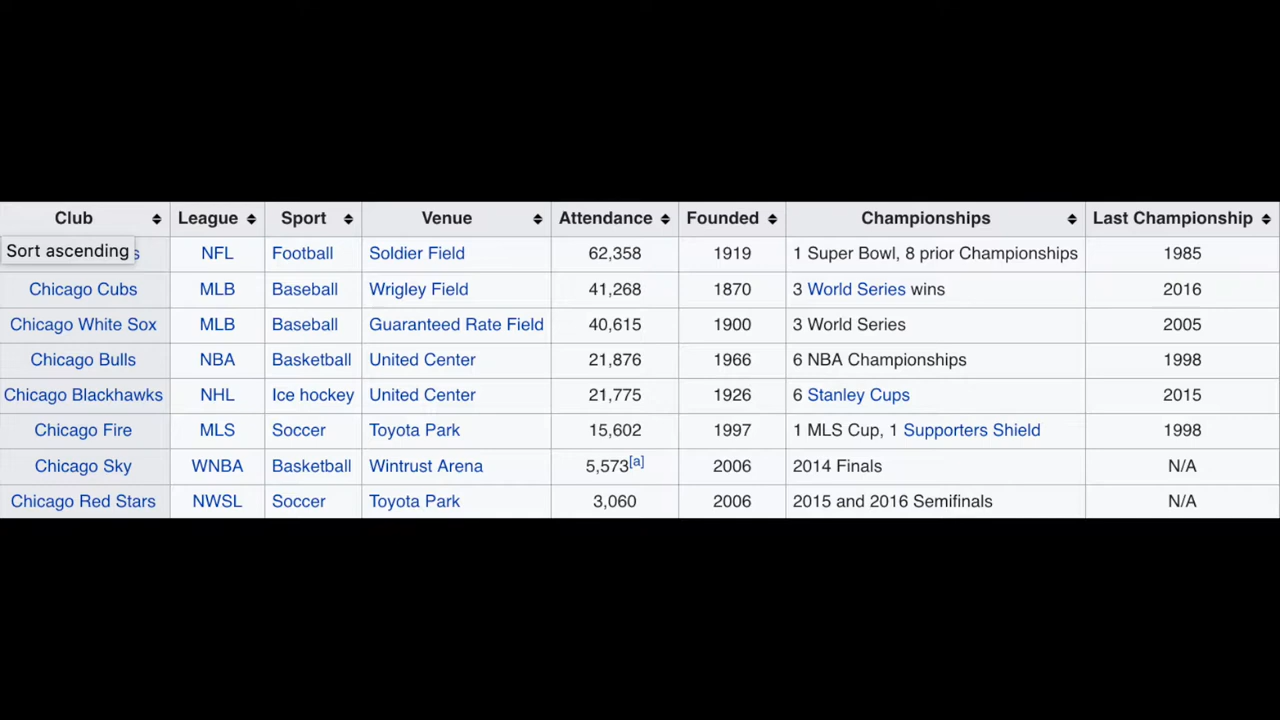 Club League Sport Venue Attendance Founded Championships Last Championship
Sort ascending s NFL Football Soldier Field 62,358 1919 1 Super Bowl, 8 prior Championships 1985
Chicago Cubs MLB Baseball Wrigley Field 41,268 1870 3 World Series wins 2016
Chicago White Sox MLB Baseball Guaranteed Rate Field 40,615 1900 3 World Series 2005
Chicago Bulls NBA Basketball United Center 21,876 1966 6 NBA Championships 1998
Chicago Blackhawks NHL Ice hockey United Center 21,775 1926 6 Stanley Cups 2015
Chicago Fire MLS Soccer Toyota Park 15,602 1997 1 MLS Cup, 1 Supporters Shield 1998
Chicago Sky WNBA Basketball Wintrust Arena 5,573[a] 2006 2014 Finals N/A
Chicago Red Stars NWSL Soccer Toyota Park 3,060 2006 2015 and 2016 Semifinals N/A